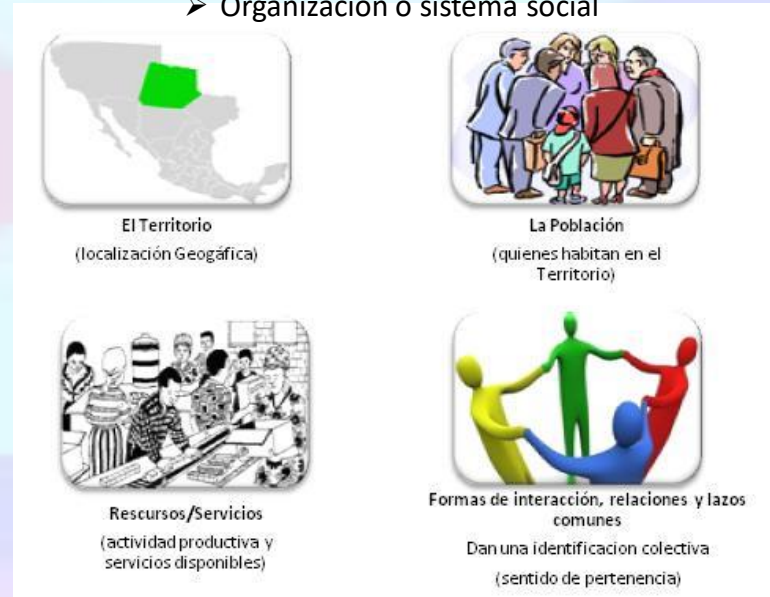 ➤ Organización o sistema social
El Territorio
(localización Geogáfica)
La Población
(quienes habitan en el
Territorio)
Rescursos/Servicios
(actividad productiva y
servicios disponibles)
Formas de interacción, relaciones y lazos
comunes
Dan una identificacion colectiva
(sentido de pertenencia)